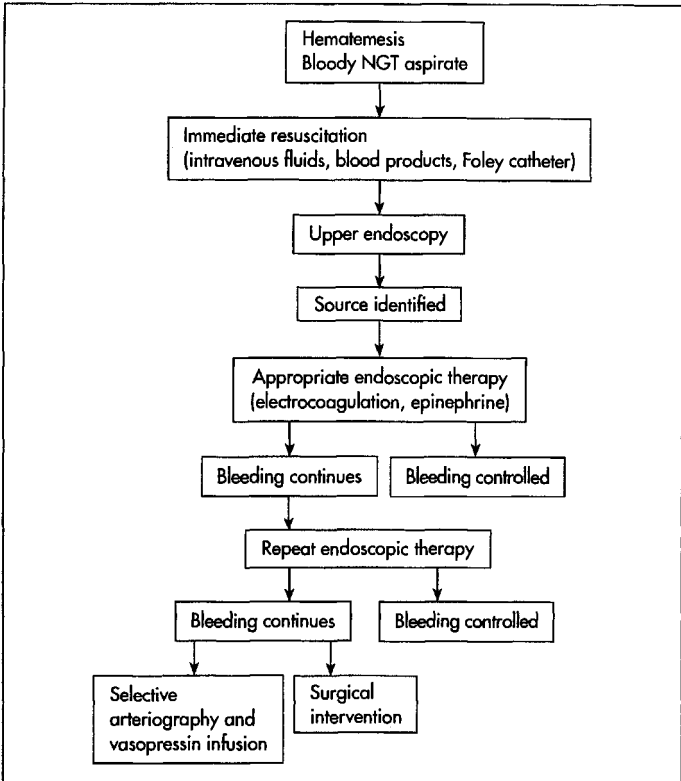 Hematemesis
Bloody NGT aspirate
Immediate resuscitation
(intravenous fluids, blood products, Foley catheter)
Upper endoscopy
Source identified
Appropriate endoscopic therapy
(electrocoagulation, epinephrine)
Bleeding continues
Bleeding controlled
Repeat endoscopic therapy
Bleeding continues
Bleeding controlled
Selective
arteriography and
vasopressin infusion
Surgical
intervention